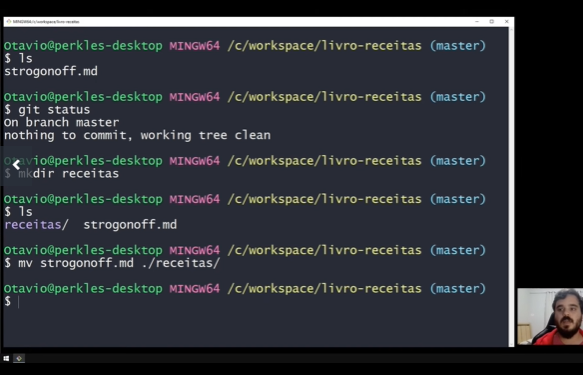 MINGW64:/c/workspace/livro-receitas
Otavio@perkles-desktop MINGW64 /c/workspace/livro-receitas (master)
$ ls
strogonoff.md
Otavio@perkles-desktop MINGW64 /c/workspace/livro-receitas (master)
$ git status
On branch master
nothing to commit, working tree clean
Otavio@perkles-desktop MINGW64 /c/workspace/livro-receitas (master)
$ mkdir receitas
Otavio@perkles-desktop MINGW64 /c/workspace/livro-receitas (master)
$ ls
receitas/  strogonoff.md
Otavio@perkles-desktop MINGW64 /c/workspace/livro-receitas (master)
$ mv strogonoff.md ./receitas/
Otavio@perkles-desktop MINGW64 /c/workspace/livro-receitas (master)
$